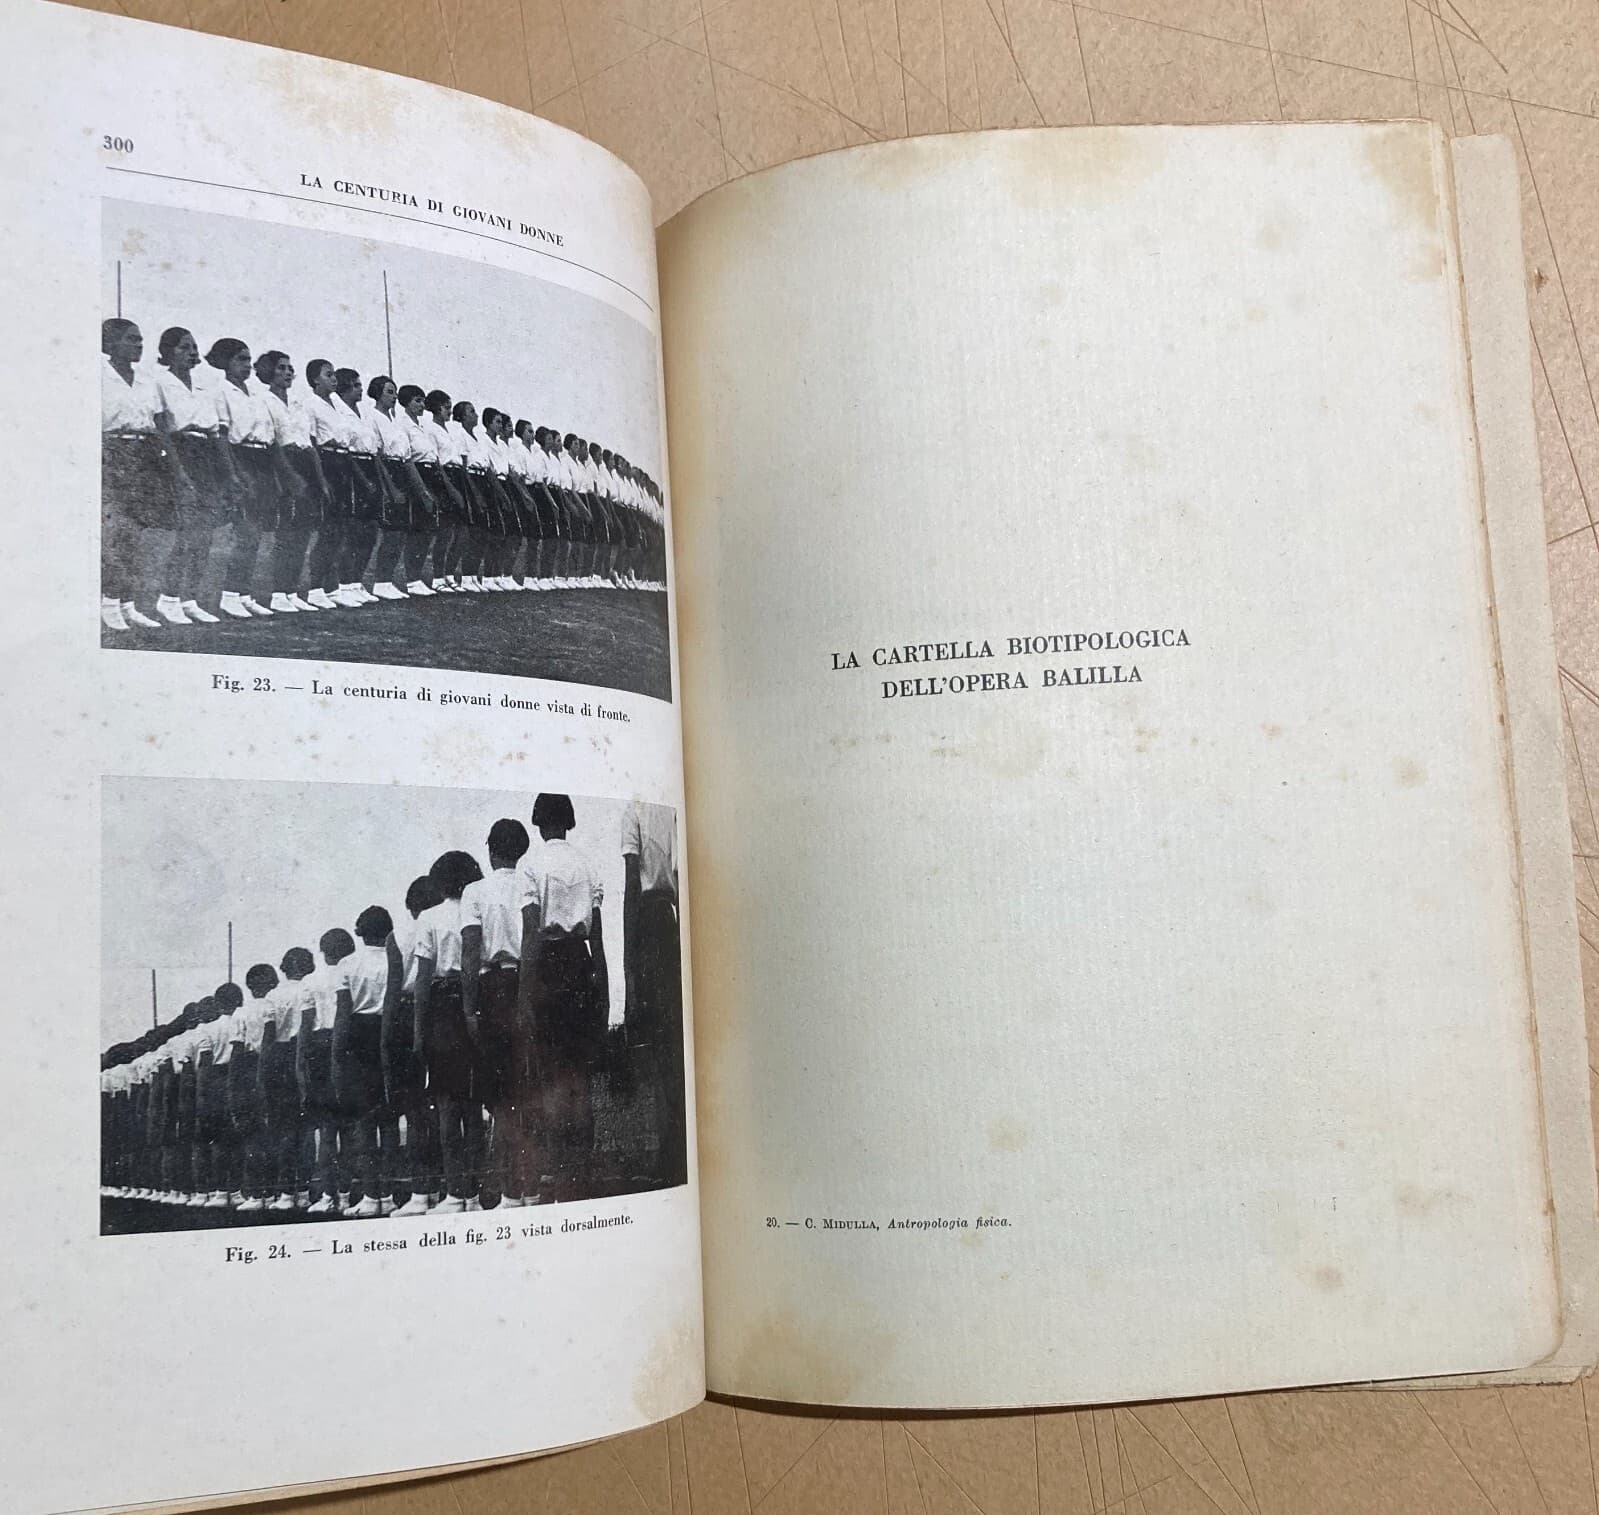 300
LA CENTURIA DI GIOVANI DONNE
Fig. 23. — La centuria di giovani donne vista di fronte.
Fig. 24. — La stessa della fig. 23 vista dorsalmente.
LA CARTELLA BIOTIPOLOGICA
DELL'OPERA BALILLA
20. — C. MIDULLA, Antropologia fisica.